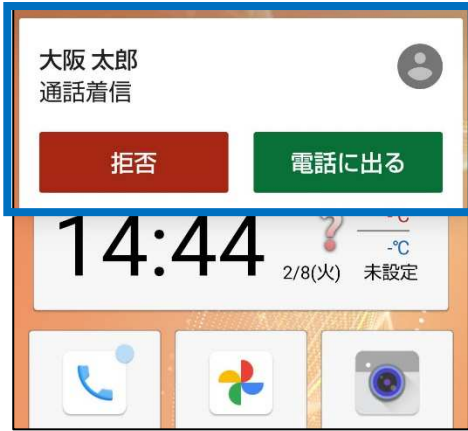 大阪 太郎
通話着信
拒否 電話に出る
14:44
-℃
-℃
2/8(火) 未設定